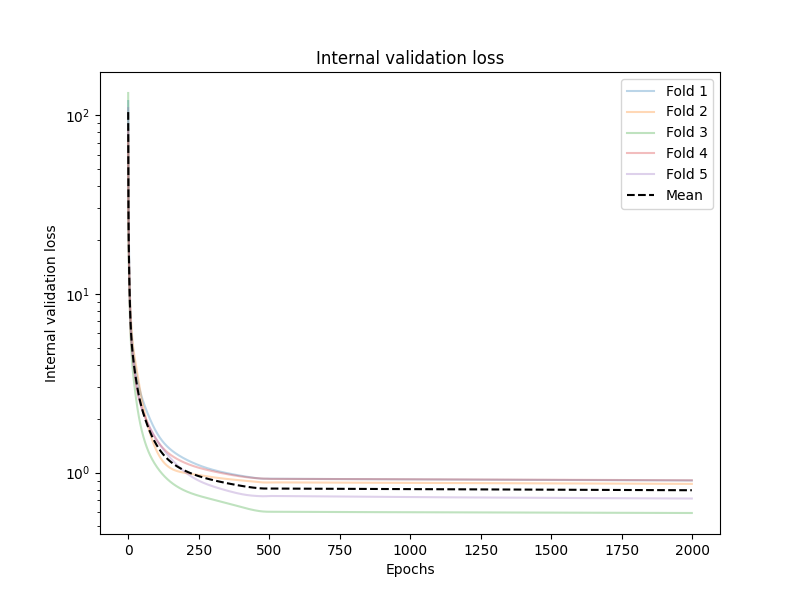 Internal validation loss
Fold 1
Fold 2
Fold 3
Fold 4
Fold 5
Mean
10²
10¹
10⁰
Internal validation loss
0 250 500 750 1000 1250 1500 1750 2000
Epochs